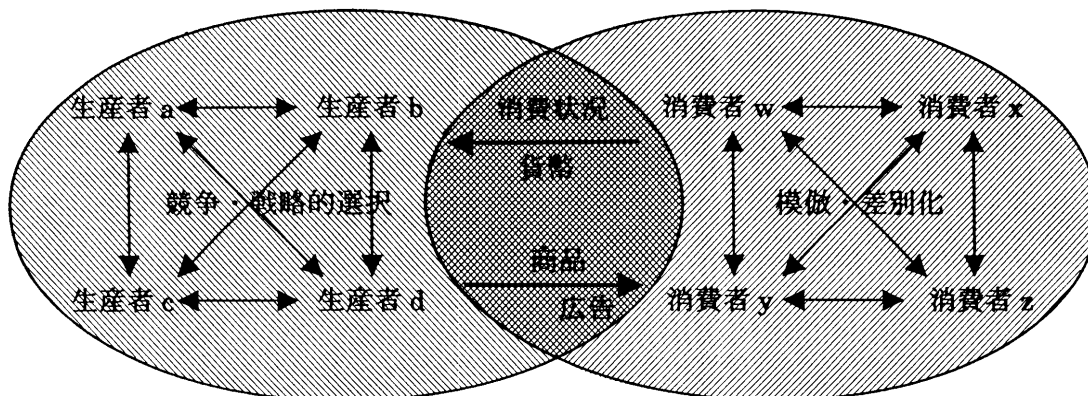 生産者 a 生産者 b 消費状況 消費者 w 消費者 x
貨幣
競争・戦略的選択 模倣・差別化
商品
生産者 c 生産者 d 広告 消費者 y 消費者 z